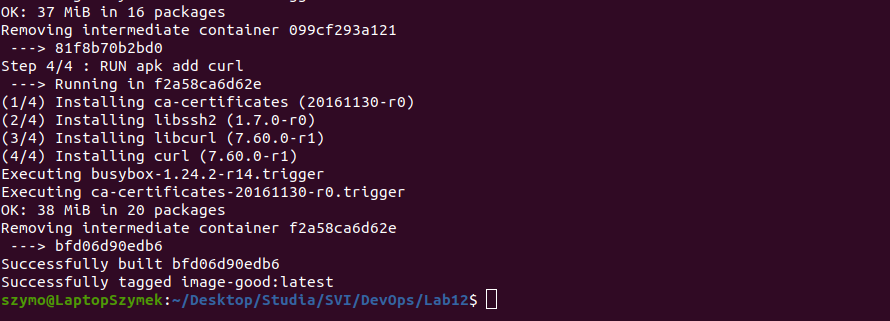 OK: 37 MiB in 16 packages
Removing intermediate container 099cf293a121
 ---> 81f8b70b2bd0
Step 4/4 : RUN apk add curl
 ---> Running in f2a58ca6d62e
(1/4) Installing ca-certificates (20161130-r0)
(2/4) Installing libssh2 (1.7.0-r0)
(3/4) Installing libcurl (7.60.0-r1)
(4/4) Installing curl (7.60.0-r1)
Executing busybox-1.24.2-r14.trigger
Executing ca-certificates-20161130-r0.trigger
OK: 38 MiB in 20 packages
Removing intermediate container f2a58ca6d62e
 ---> bfd06d90edb6
Successfully built bfd06d90edb6
Successfully tagged image-good:latest
szymo@LaptopSzymek:~/Desktop/Studia/SVI/DevOps/Lab12$